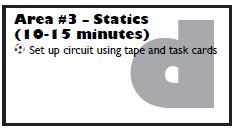 Area #3 – Statics
(10-15 minutes)
Set up circuit using tape and task cards
d